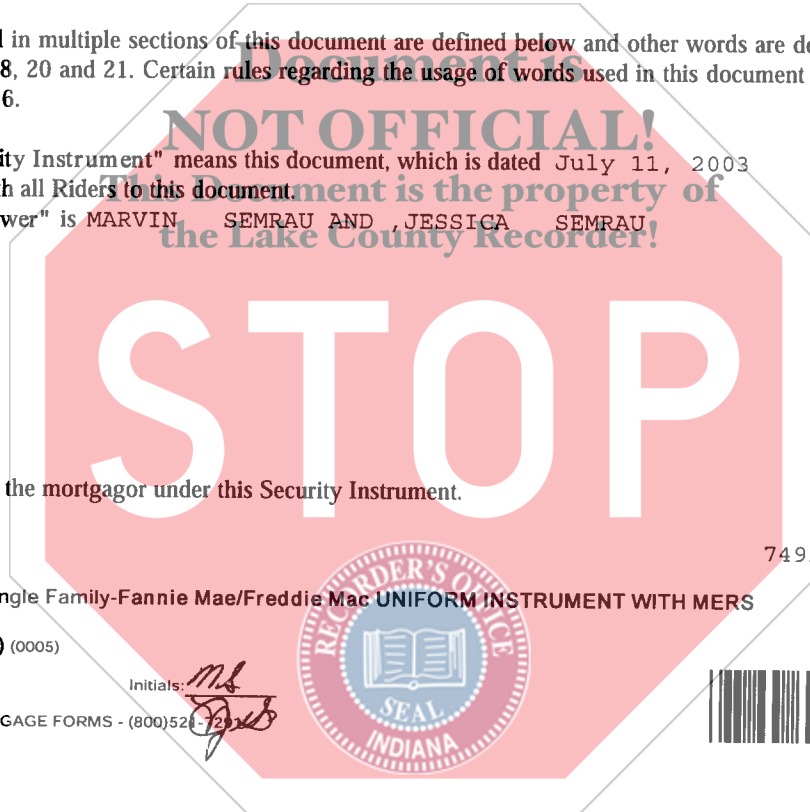 in multiple sections of this document are defined below and other words are de
8, 20 and 21. Certain rules regarding the usage of words used in this document
6.
Document is
NOT OFFICIAL!
ity Instrument" means this document, which is dated July 11, 2003
h all Riders to this document.
This Document is the property of
wer" is MARVIN SEMRAU AND ,JESSICA SEMRAU
the Lake County Recorder!
STOP
the mortgagor under this Security Instrument.
749
ngle Family-Fannie Mae/Freddie Mac UNIFORM INSTRUMENT WITH MERS
(0005)
RECORDER'S OFFICE
Initials: MS
SEAL
GAGE FORMS - (800)521-
INDIANA